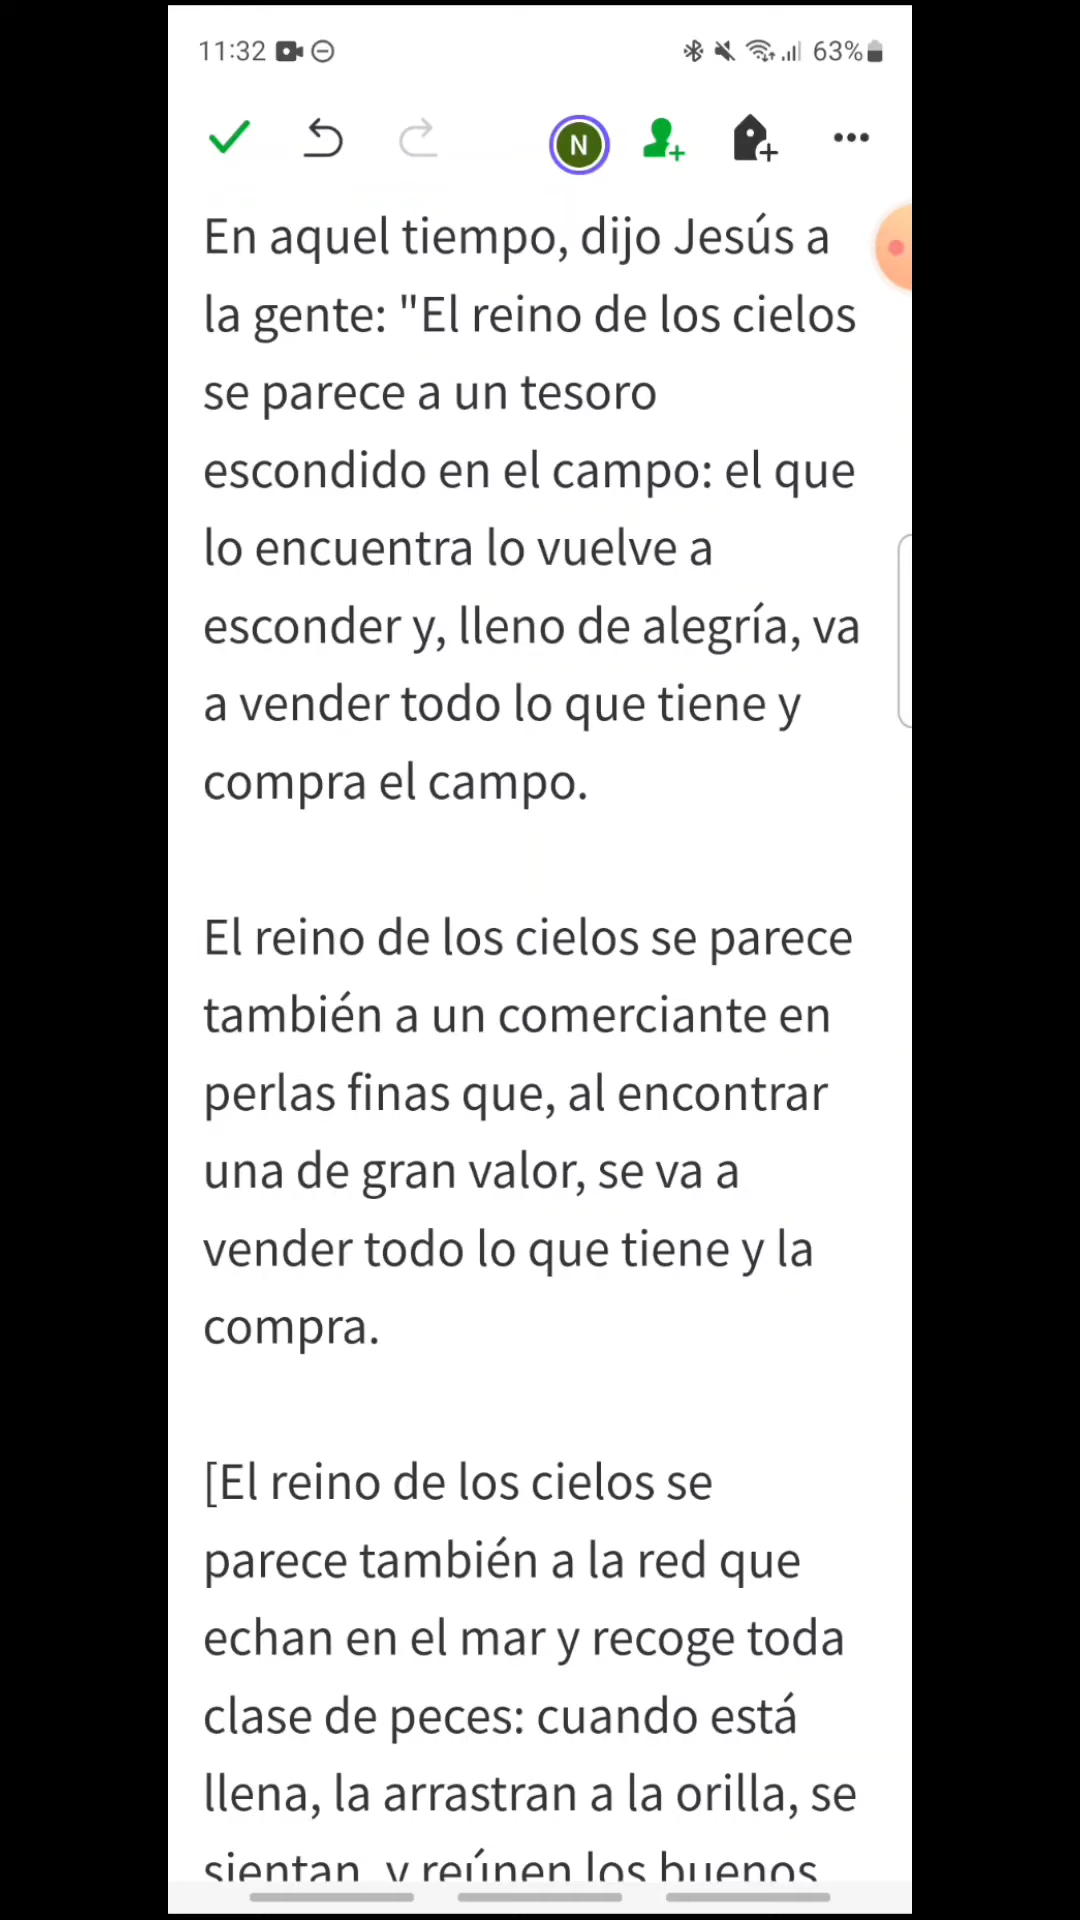 11:32
63%
N
En aquel tiempo, dijo Jesús a
la gente: "El reino de los cielos
se parece a un tesoro
escondido en el campo: el que
lo encuentra lo vuelve a
esconder y, lleno de alegría, va
a vender todo lo que tiene y
compra el campo.
El reino de los cielos se parece
también a un comerciante en
perlas finas que, al encontrar
una de gran valor, se va a
vender todo lo que tiene y la
compra.
[El reino de los cielos se
parece también a la red que
echan en el mar y recoge toda
clase de peces: cuando está
llena, la arrastran a la orilla, se
sientan, y reúnen los buenos